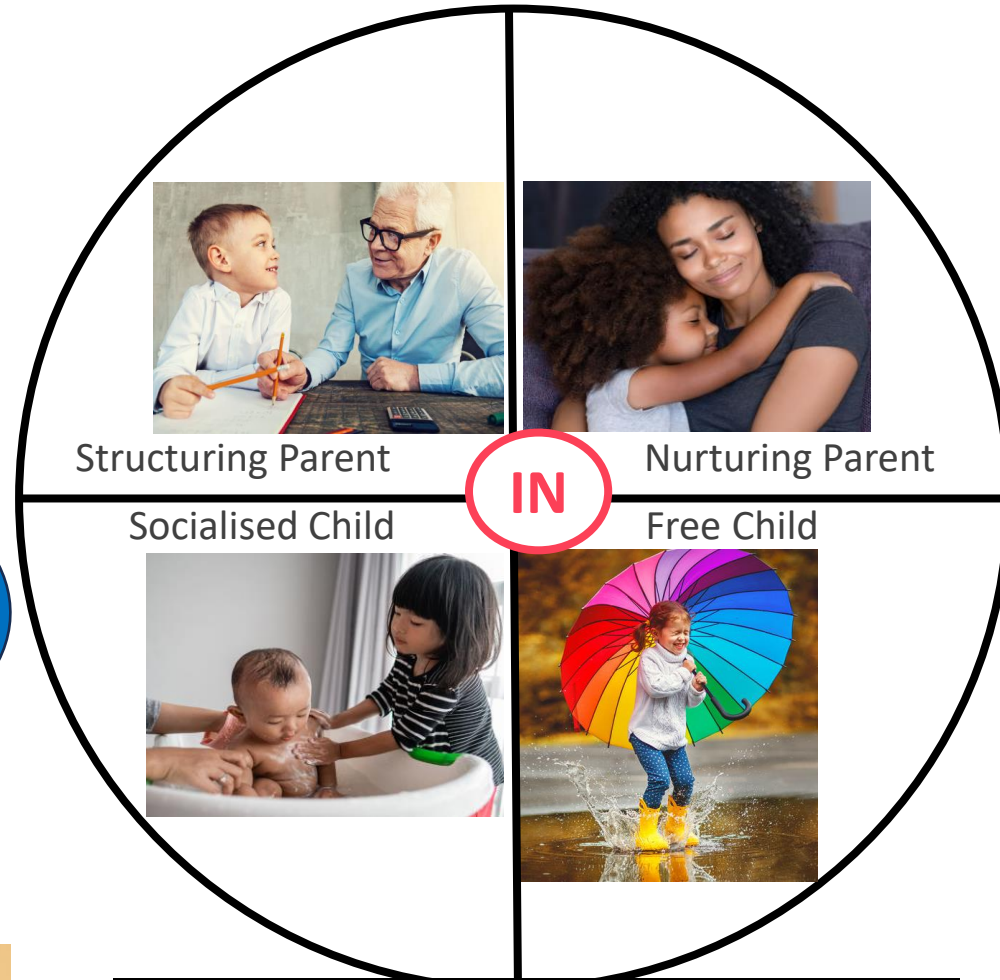 Structuring Parent
Nurturing Parent
IN
Socialised Child
Free Child